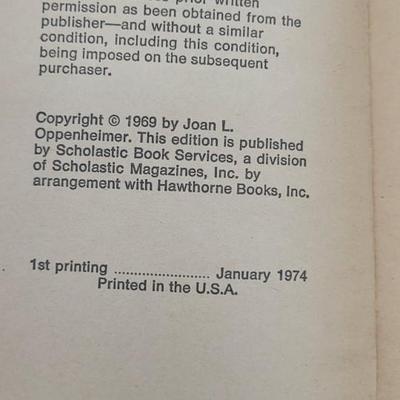 prior written
permission as been obtained from the
publisher—and without a similar
condition, including this condition,
being imposed on the subsequent
purchaser.
Copyright © 1969 by Joan L.
Oppenheimer. This edition is published
by Scholastic Book Services, a division
of Scholastic Magazines, Inc. by
arrangement with Hawthorne Books, Inc.
1st printing ........................ January 1974
Printed in the U.S.A.